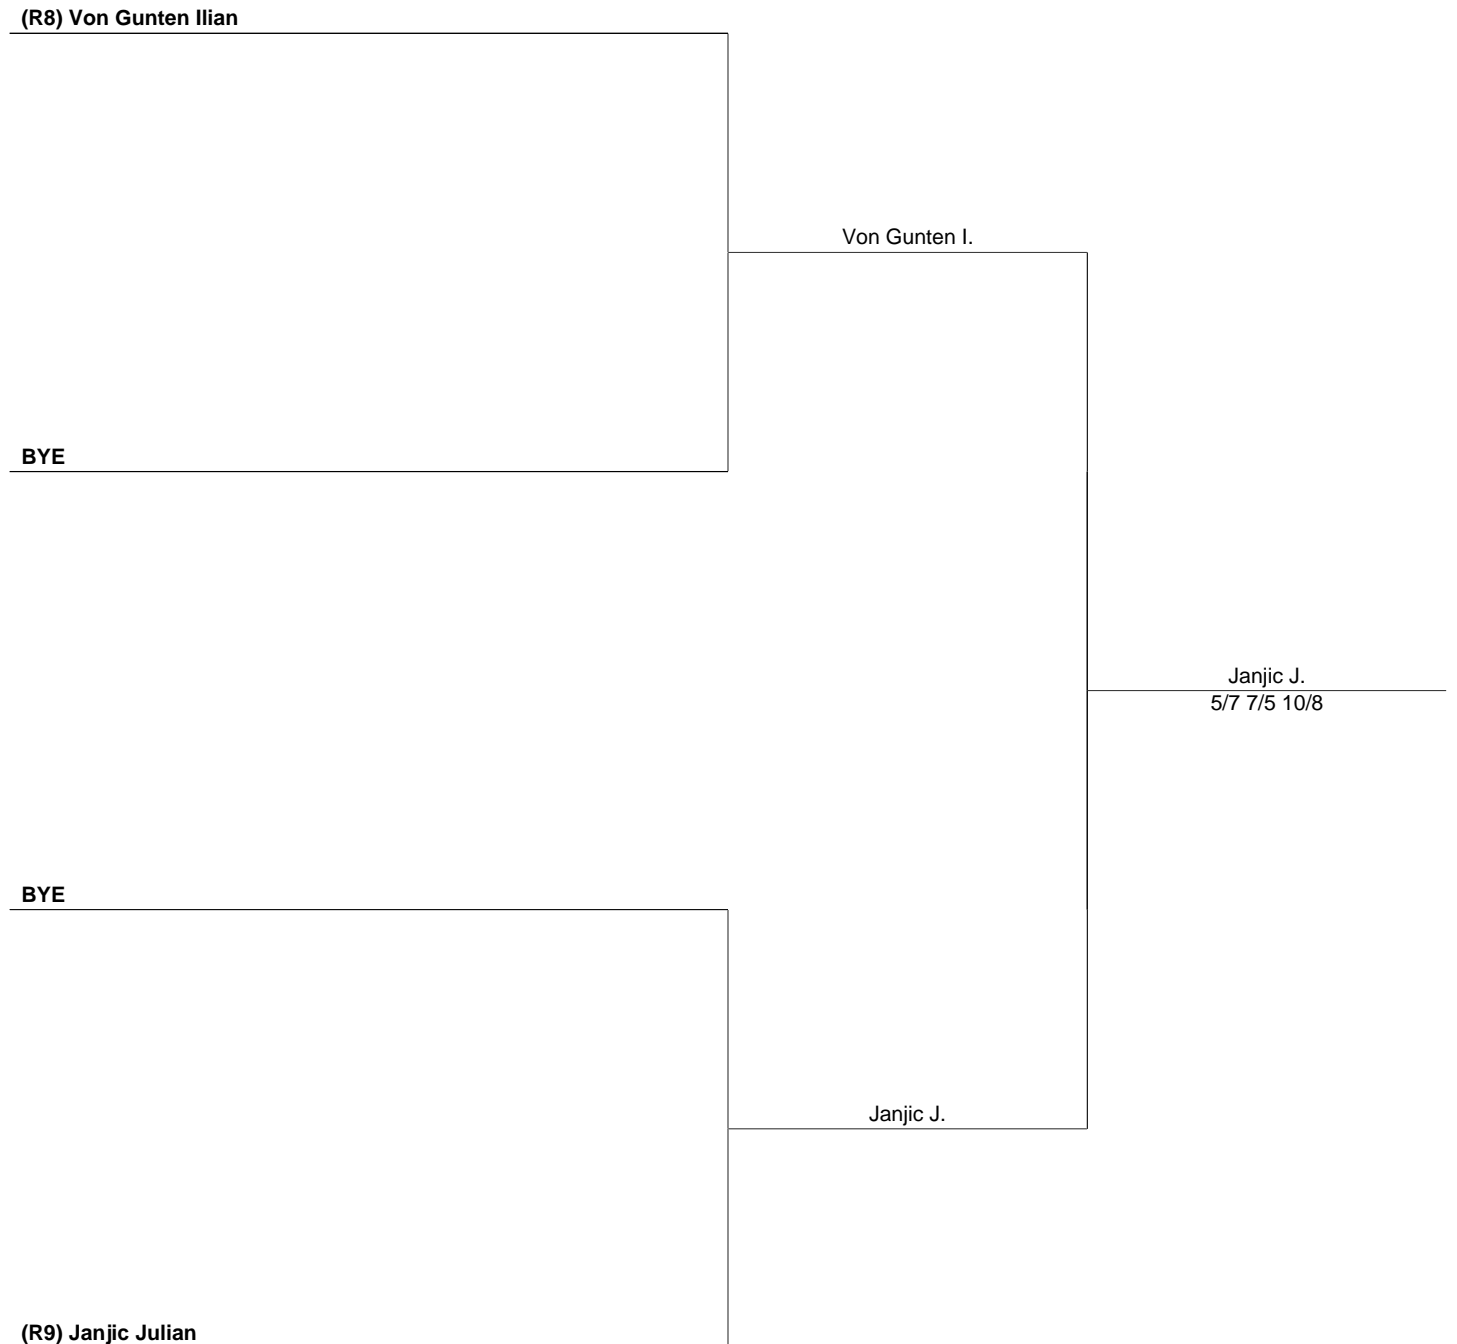 (R8) Von Gunten Ilian
Von Gunten I.
BYE
Janjic J.
5/7 7/5 10/8
BYE
Janjic J.
(R9) Janjic Julian